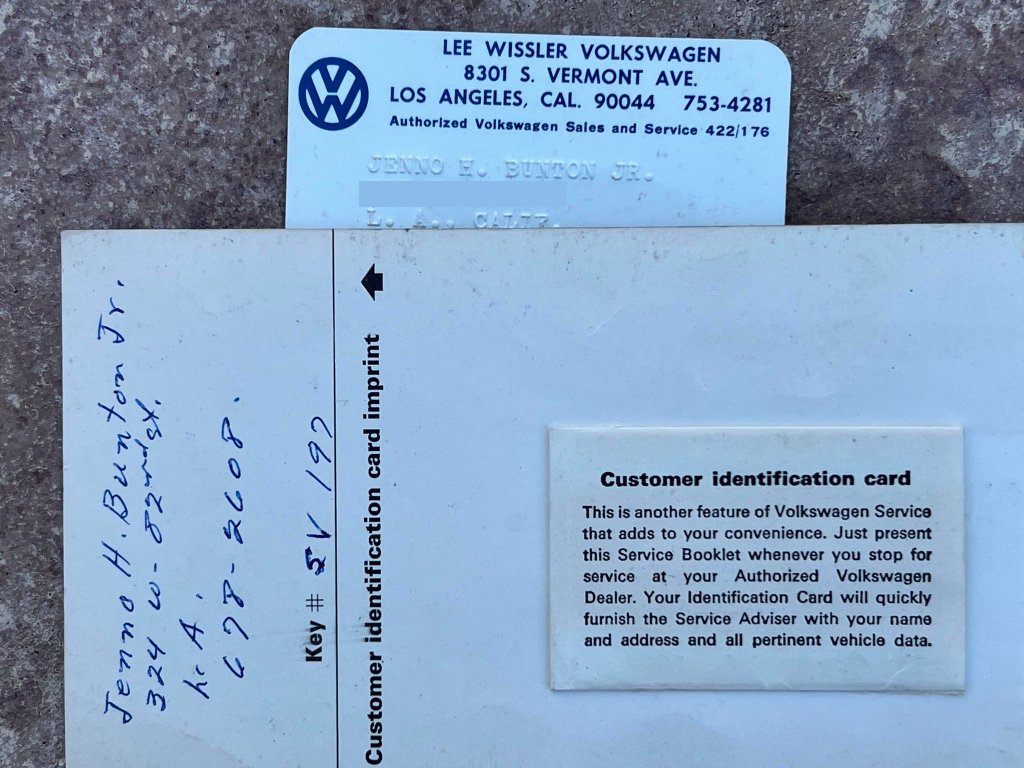 LEE WISSLER VOLKSWAGEN
8301 S. VERMONT AVE.
LOS ANGELES, CAL. 90044 753-4281
Authorized Volkswagen Sales and Service 422/176
JENNO H. BUNTON JR.
L. A., CALIF.
Jenno H. Bunton Jr.
324 W- 82nd st.
L. A.
678-2608.
Key # 5V 197
Customer identification card imprint
Customer identification card
This is another feature of Volkswagen Service
that adds to your convenience. Just present
this Service Booklet whenever you stop for
service at your Authorized Volkswagen
Dealer. Your Identification Card will quickly
furnish the Service Adviser with your name
and address and all pertinent vehicle data.